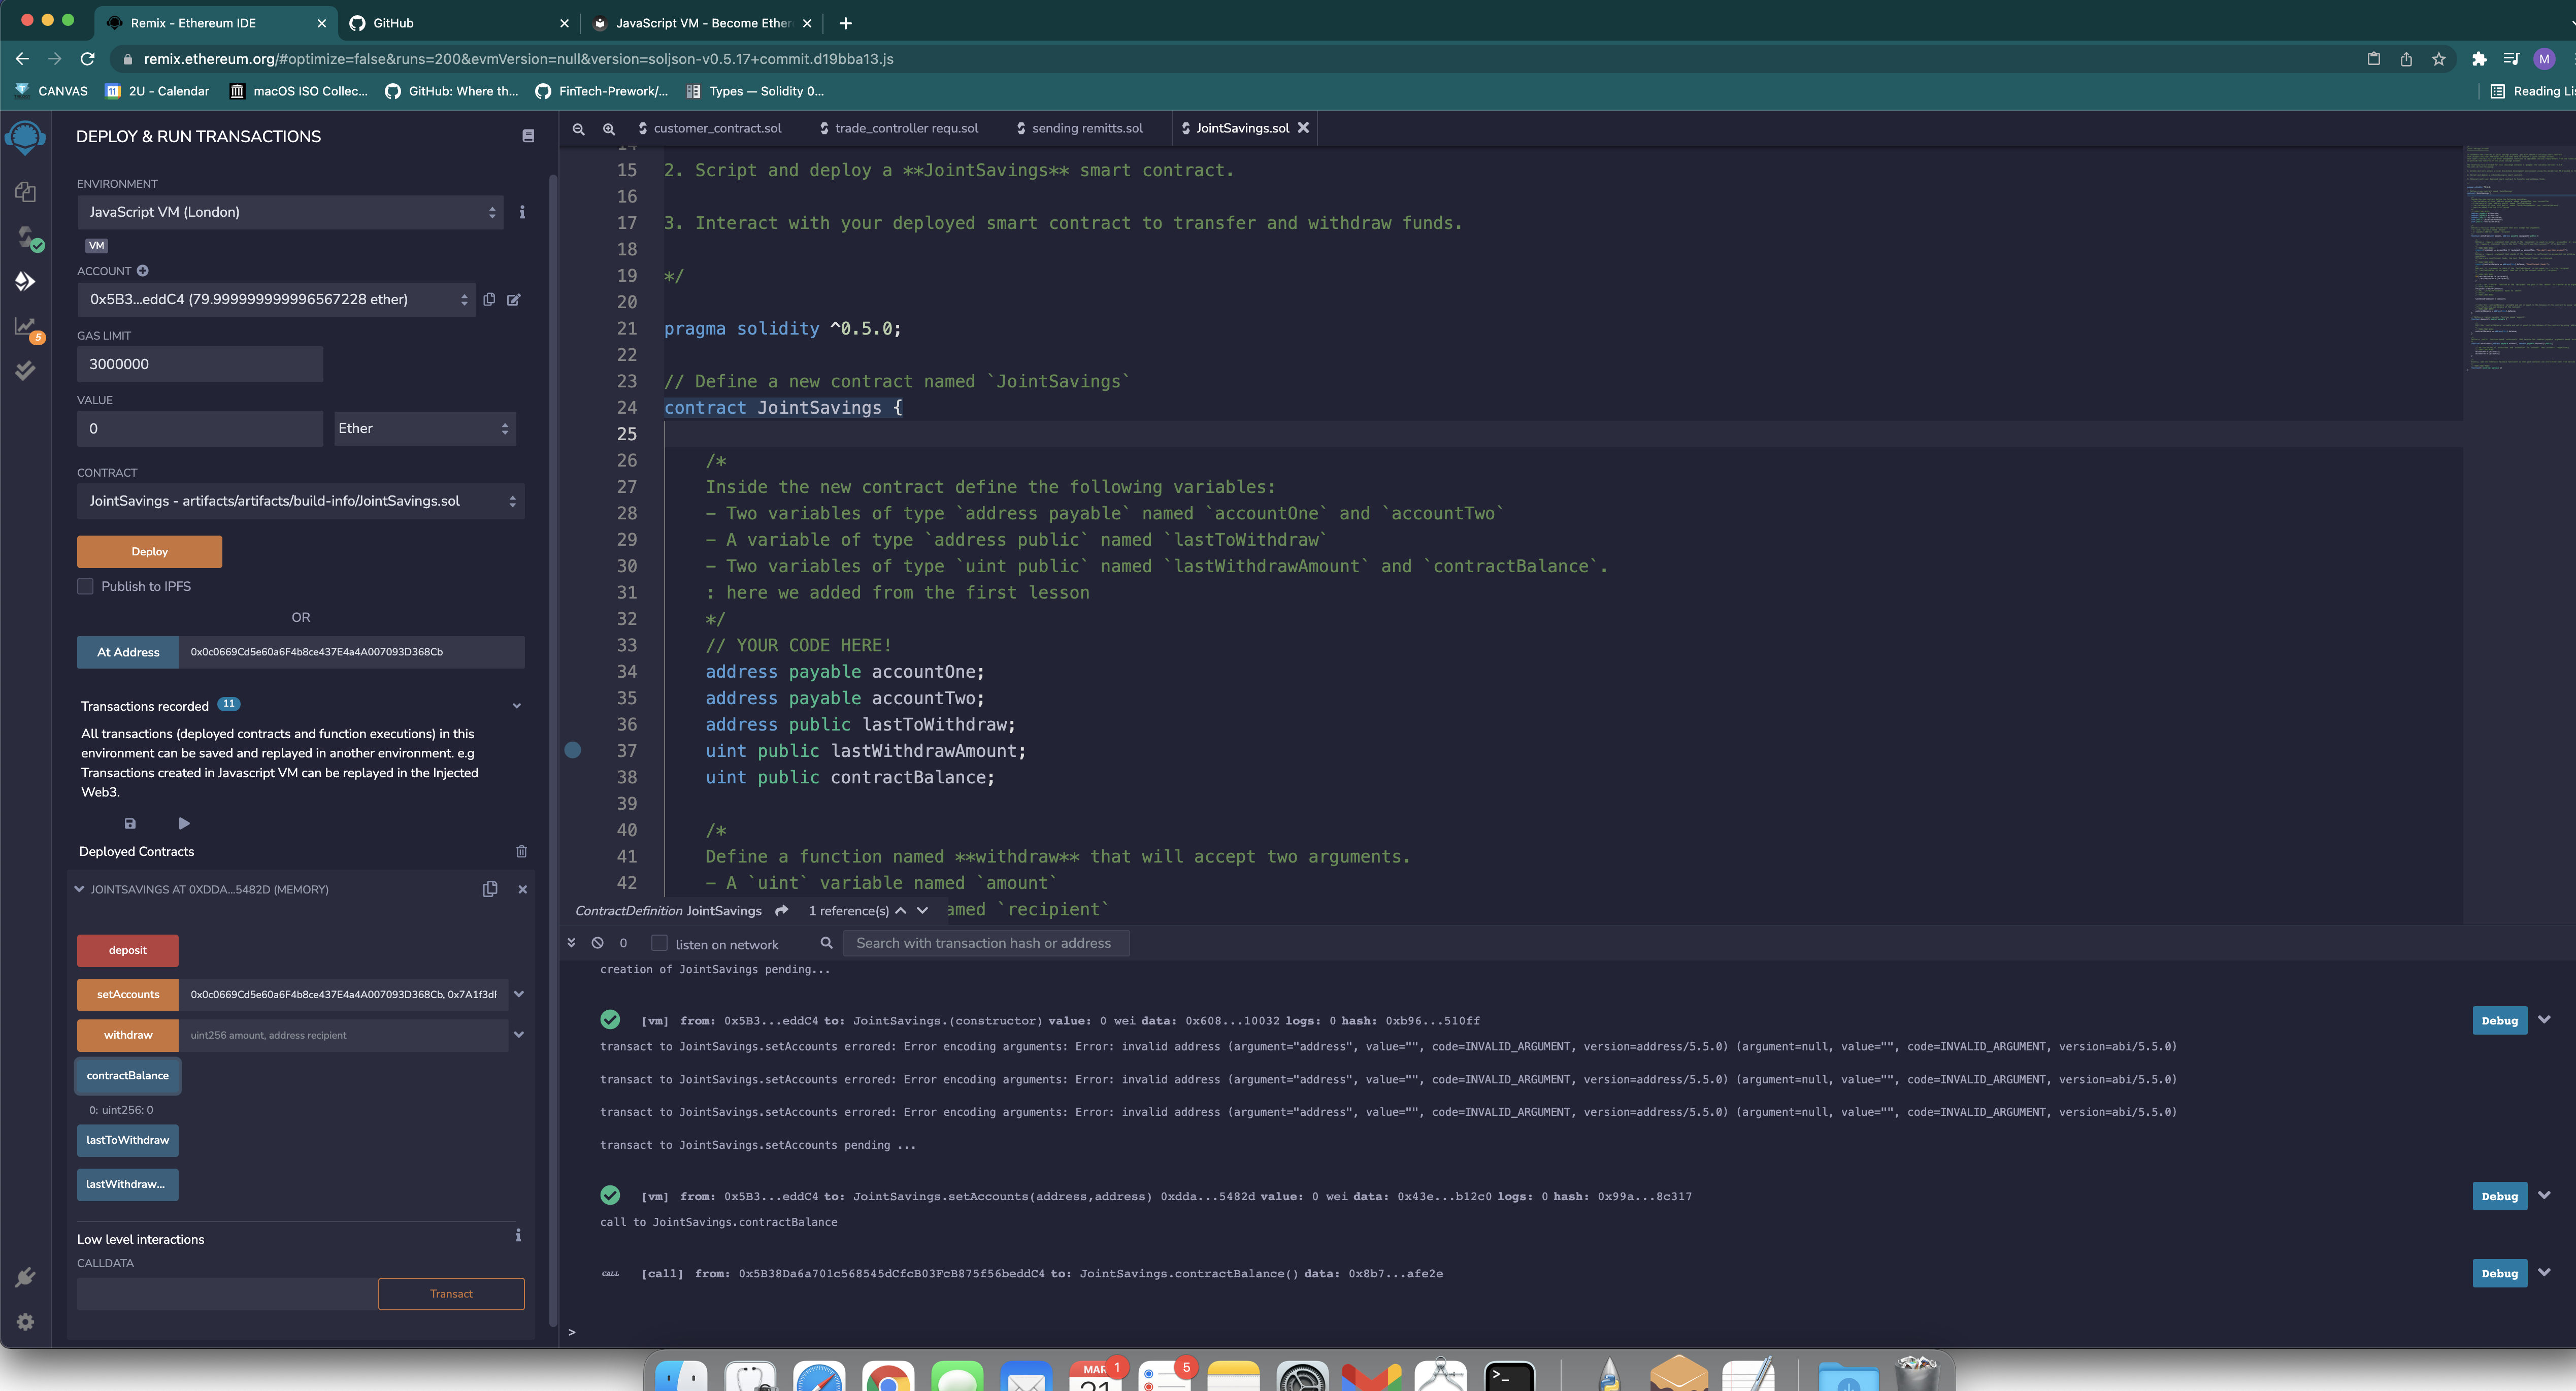 Remix - Ethereum IDE
GitHub
JavaScript VM - Become Ether
remix.ethereum.org/#optimize=false&runs=200&evmVersion=null&version=soljson-v0.5.17+commit.d19bba13.js
M
CANVAS
2U - Calendar
macOS ISO Collec...
GitHub: Where th...
FinTech-Prework/...
Types — Solidity 0...
Reading Lis
DEPLOY & RUN TRANSACTIONS
ENVIRONMENT
JavaScript VM (London)
VM
ACCOUNT
0x5B3...eddC4 (79.999999999996567228 ether)
GAS LIMIT
3000000
VALUE
0
Ether
CONTRACT
JointSavings - artifacts/artifacts/build-info/JointSavings.sol
Deploy
Publish to IPFS
OR
At Address
0x0c0669Cd5e60a6F4b8ce437E4a4A007093D368Cb
Transactions recorded 11
All transactions (deployed contracts and function executions) in this
environment can be saved and replayed in another environment. e.g
Transactions created in Javascript VM can be replayed in the Injected
Web3.
Deployed Contracts
JOINTSAVINGS AT 0XDDA...5482D (MEMORY)
deposit
setAccounts
0x0c0669Cd5e60a6F4b8ce437E4a4A007093D368Cb, 0x7A1f3df
withdraw
uint256 amount, address recipient
contractBalance
0: uint256: 0
lastToWithdraw
lastWithdraw...
Low level interactions
CALLDATA
Transact
5
customer_contract.sol
trade_controller requ.sol
sending remitts.sol
JointSavings.sol
14
15 2. Script and deploy a **JointSavings** smart contract.
16
17 3. Interact with your deployed smart contract to transfer and withdraw funds.
18
19 */
20
21 pragma solidity ^0.5.0;
22
23 // Define a new contract named `JointSavings`
24 contract JointSavings {
25
26 /*
27 Inside the new contract define the following variables:
28 - Two variables of type `address payable` named `accountOne` and `accountTwo`
29 - A variable of type `address public` named `lastToWithdraw`
30 - Two variables of type `uint public` named `lastWithdrawAmount` and `contractBalance`.
31 : here we added from the first lesson
32 */
33 // YOUR CODE HERE!
34 address payable accountOne;
35 address payable accountTwo;
36 address public lastToWithdraw;
37 uint public lastWithdrawAmount;
38 uint public contractBalance;
39
40 /*
41 Define a function named **withdraw** that will accept two arguments.
42 - A `uint` variable named `amount`
ContractDefinition JointSavings 1 reference(s) amed `recipient`
0
listen on network
Search with transaction hash or address
creation of JointSavings pending...
[vm] from: 0x5B3...eddC4 to: JointSavings.(constructor) value: 0 wei data: 0x608...10032 logs: 0 hash: 0xb96...510ff
Debug
transact to JointSavings.setAccounts errored: Error encoding arguments: Error: invalid address (argument="address", value="", code=INVALID_ARGUMENT, version=address/5.5.0) (argument=null, value="", code=INVALID_ARGUMENT, version=abi/5.5.0)
transact to JointSavings.setAccounts errored: Error encoding arguments: Error: invalid address (argument="address", value="", code=INVALID_ARGUMENT, version=address/5.5.0) (argument=null, value="", code=INVALID_ARGUMENT, version=abi/5.5.0)
transact to JointSavings.setAccounts errored: Error encoding arguments: Error: invalid address (argument="address", value="", code=INVALID_ARGUMENT, version=address/5.5.0) (argument=null, value="", code=INVALID_ARGUMENT, version=abi/5.5.0)
transact to JointSavings.setAccounts pending ...
[vm] from: 0x5B3...eddC4 to: JointSavings.setAccounts(address,address) 0xdda...5482d value: 0 wei data: 0x43e...b12c0 logs: 0 hash: 0x99a...8c317
Debug
call to JointSavings.contractBalance
CALL [call] from: 0x5B38Da6a701c568545dCfcB03FcB875f56beddC4 to: JointSavings.contractBalance() data: 0x8b7...afe2e
Debug
>
MAR
21
1
5
>_